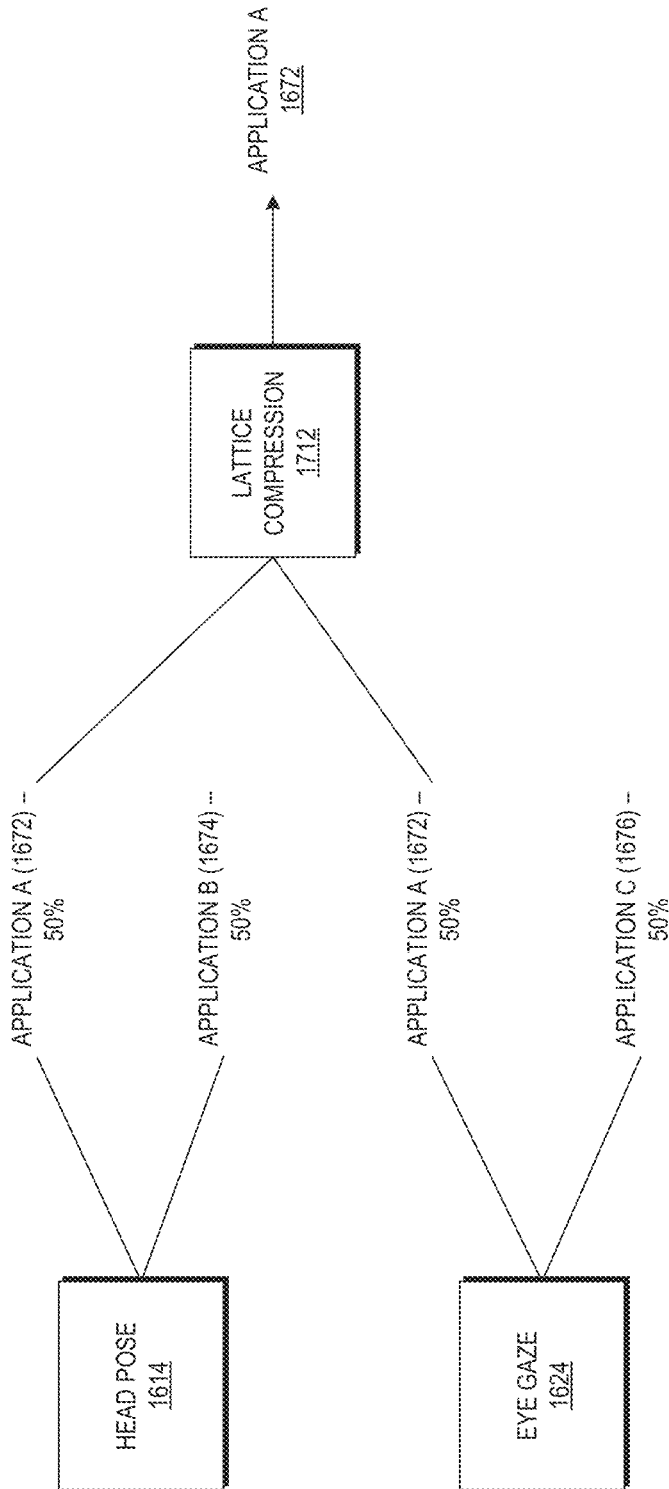 HEAD POSE
1614
APPLICATION A (1672) –
50%
APPLICATION B (1674) --
50%
EYE GAZE
1624
APPLICATION A (1672) –
50%
APPLICATION C (1676) –
50%
LATTICE
COMPRESSION
1712
APPLICATION A
1672